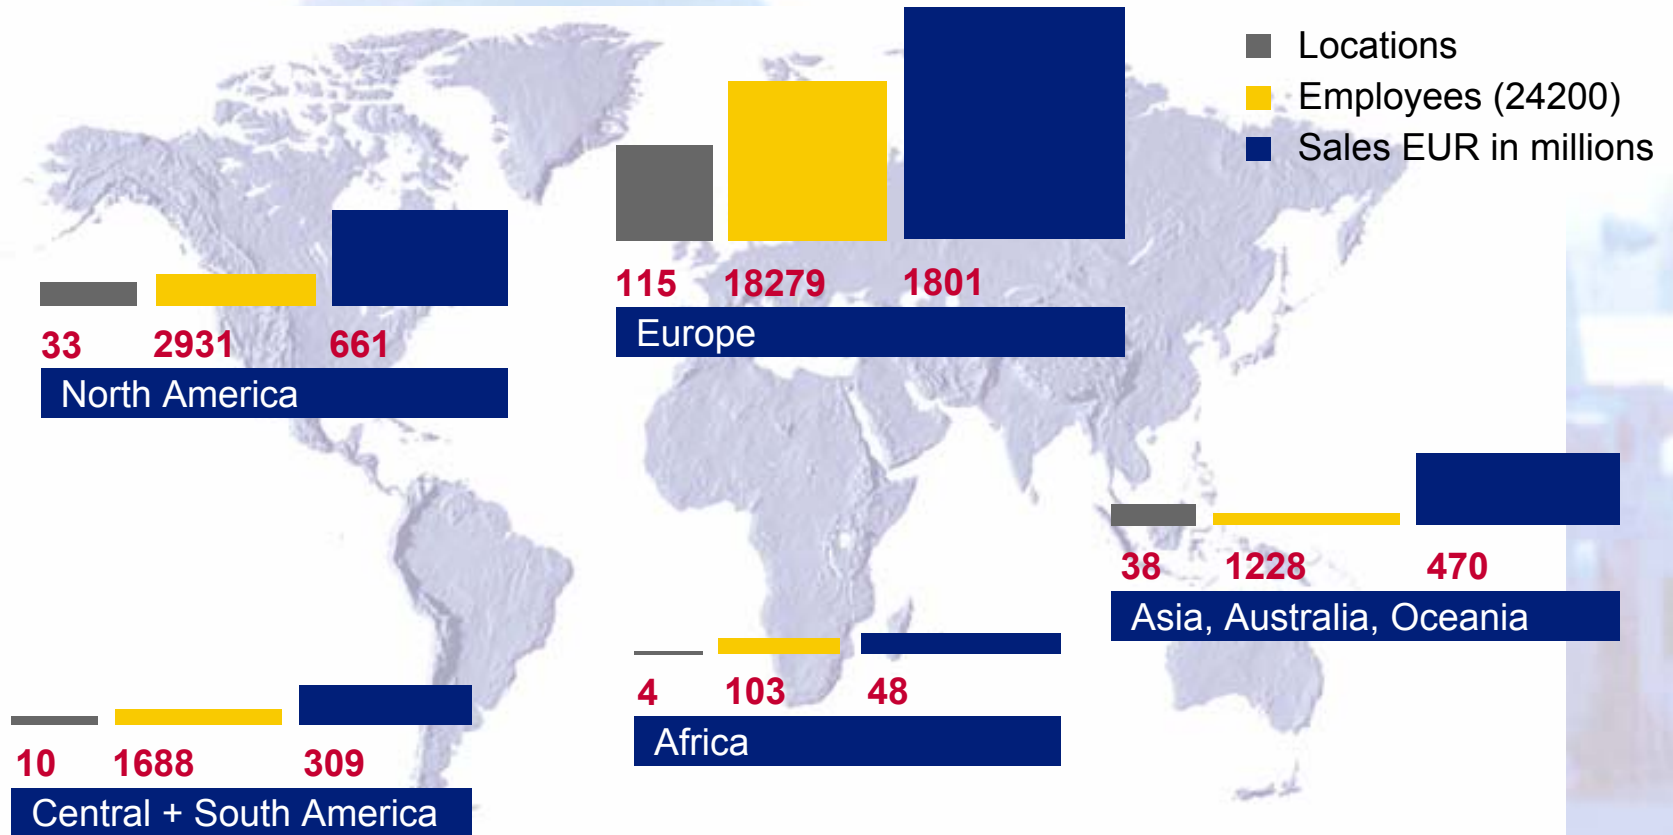 Locations
Employees (24200)
Sales EUR in millions
115 18279 1801
Europe
33 2931 661
North America
38 1228 470
Asia, Australia, Oceania
4 103 48
Africa
10 1688 309
Central + South America